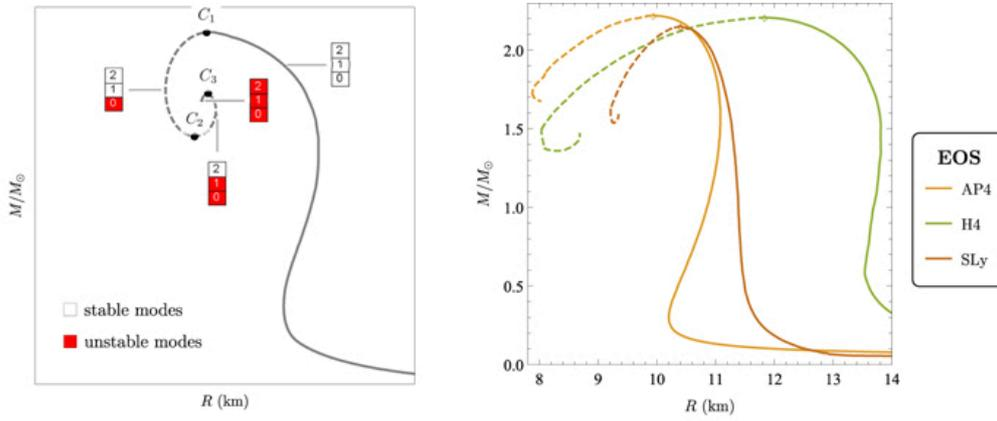 C₁
2
1
0
2
1
0
C₃
2
1
0
C₂
2
1
0
M/M☉
stable modes
unstable modes
R (km)
2.0
1.5
1.0
0.5
0.0
M/M☉
8 9 10 11 12 13 14
R (km)
EOS
AP4
H4
SLy